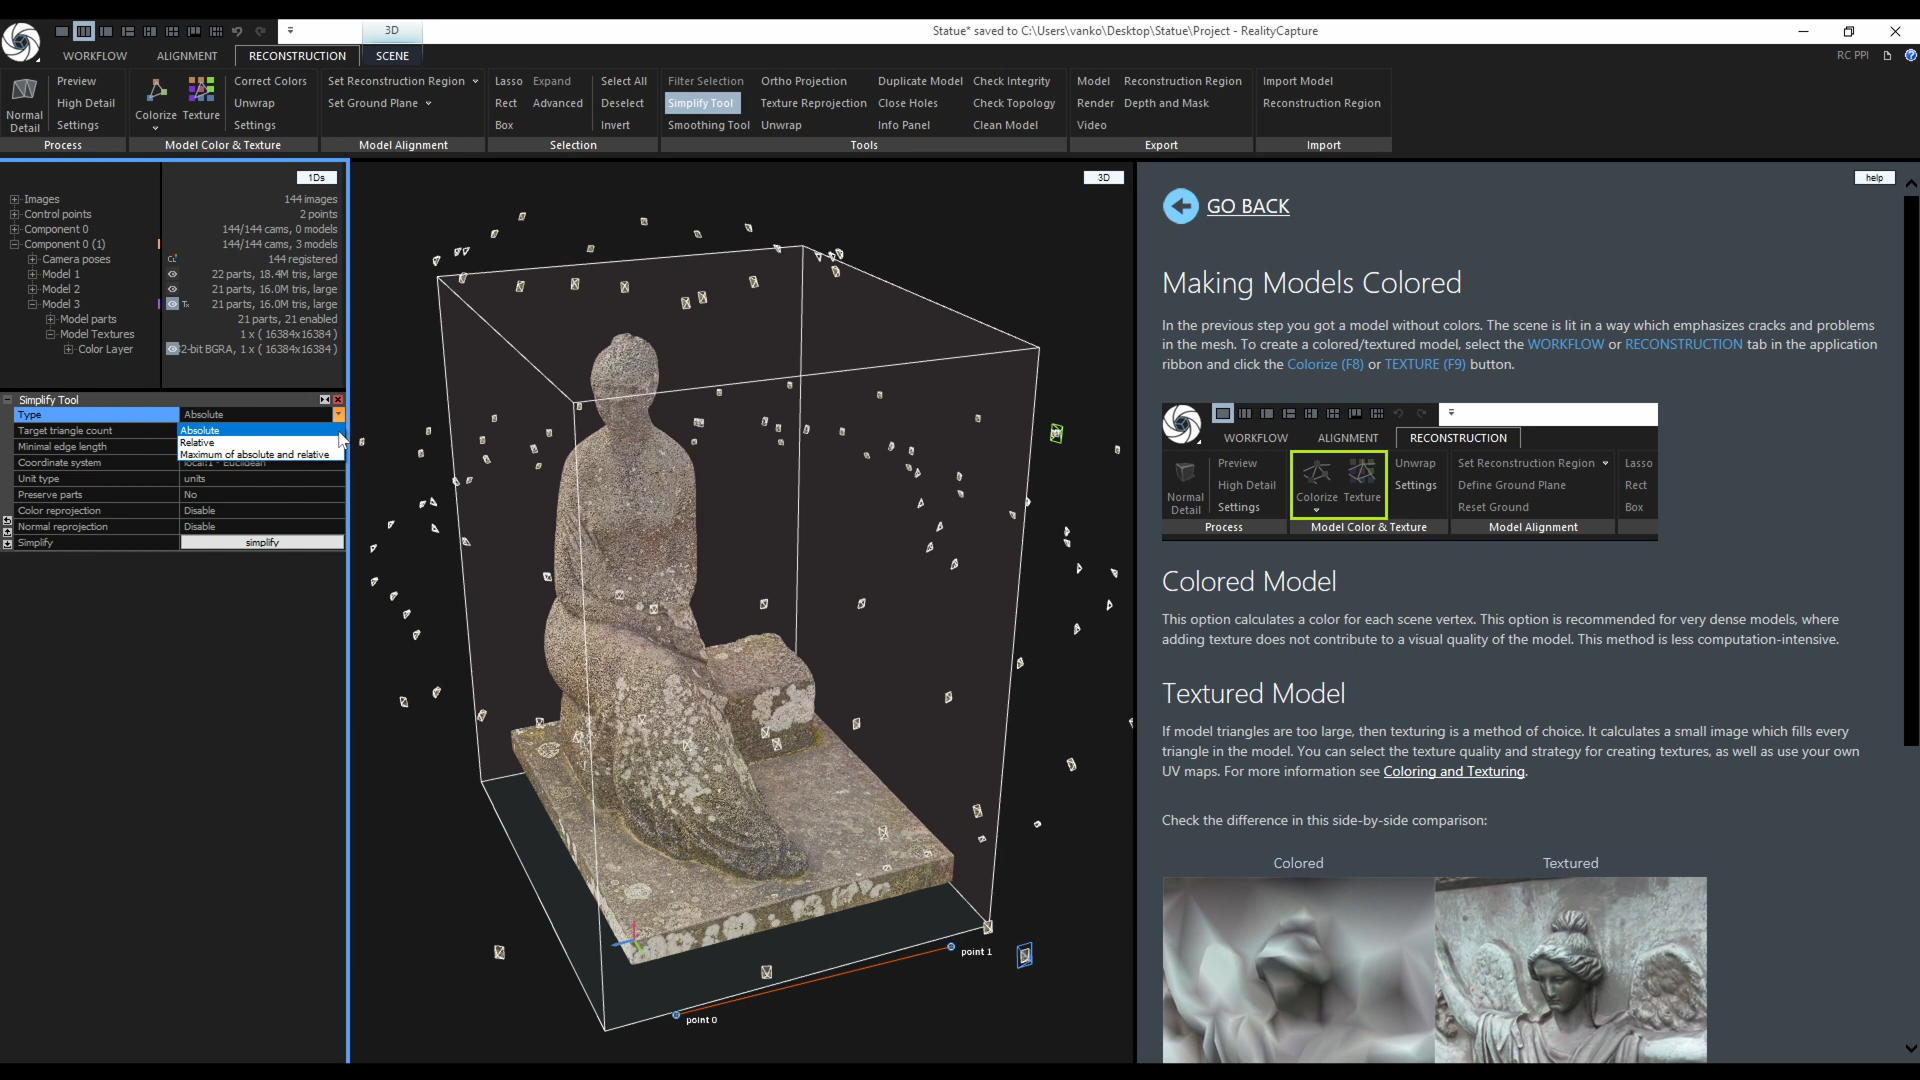 3D
Statue* saved to C:\Users\vanko\Desktop\Statue\Project - RealityCapture
WORKFLOW ALIGNMENT RECONSTRUCTION SCENE
RC PPI
Normal Detail
Preview
High Detail
Settings
Process
Colorize Texture
Correct Colors
Unwrap
Settings
Model Color & Texture
Set Reconstruction Region
Set Ground Plane
Model Alignment
Lasso Expand Select All
Rect Advanced Deselect
Box Invert
Selection
Filter Selection Ortho Projection Duplicate Model Check Integrity
Simplify Tool Texture Reprojection Close Holes Check Topology
Smoothing Tool Unwrap Info Panel Clean Model
Tools
Model Reconstruction Region
Render Depth and Mask
Video
Export
Import Model
Reconstruction Region
Import
1Ds
Images 144 images
Control points 2 points
Component 0 144/144 cams, 0 models
Component 0 (1) 144/144 cams, 3 models
Camera poses 144 registered
Model 1 22 parts, 18.4M tris, large
Model 2 21 parts, 16.0M tris, large
Model 3 21 parts, 16.0M tris, large
Model parts 21 parts, 21 enabled
Model Textures 1 x ( 16384x16384 )
Color Layer 2-bit BGRA, 1 x ( 16384x16384 )
Simplify Tool
Type Absolute
Target triangle count Absolute
Relative
Minimal edge length Maximum of absolute and relative
Coordinate system local:1 - Euclidean
Unit type units
Preserve parts No
Color reprojection Disable
Normal reprojection Disable
Simplify simplify
3D
point 0
point 1
help
GO BACK
Making Models Colored
In the previous step you got a model without colors. The scene is lit in a way which emphasizes cracks and problems
in the mesh. To create a colored/textured model, select the WORKFLOW or RECONSTRUCTION tab in the application
ribbon and click the Colorize (F8) or TEXTURE (F9) button.
WORKFLOW ALIGNMENT RECONSTRUCTION
Normal Detail
Preview
High Detail
Settings
Process
Colorize Texture
Unwrap
Settings
Model Color & Texture
Set Reconstruction Region
Define Ground Plane
Reset Ground
Model Alignment
Lasso
Rect
Box
Colored Model
This option calculates a color for each scene vertex. This option is recommended for very dense models, where
adding texture does not contribute to a visual quality of the model. This method is less computation-intensive.
Textured Model
If model triangles are too large, then texturing is a method of choice. It calculates a small image which fills every
triangle in the model. You can select the texture quality and strategy for creating textures, as well as use your own
UV maps. For more information see Coloring and Texturing.
Check the difference in this side-by-side comparison:
Colored Textured